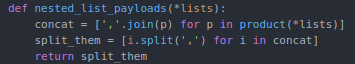 def nested_list_payloads(*lists):
    concat = [','.join(p) for p in product(*lists)]
    split_them = [i.split(',') for i in concat]
    return split_them